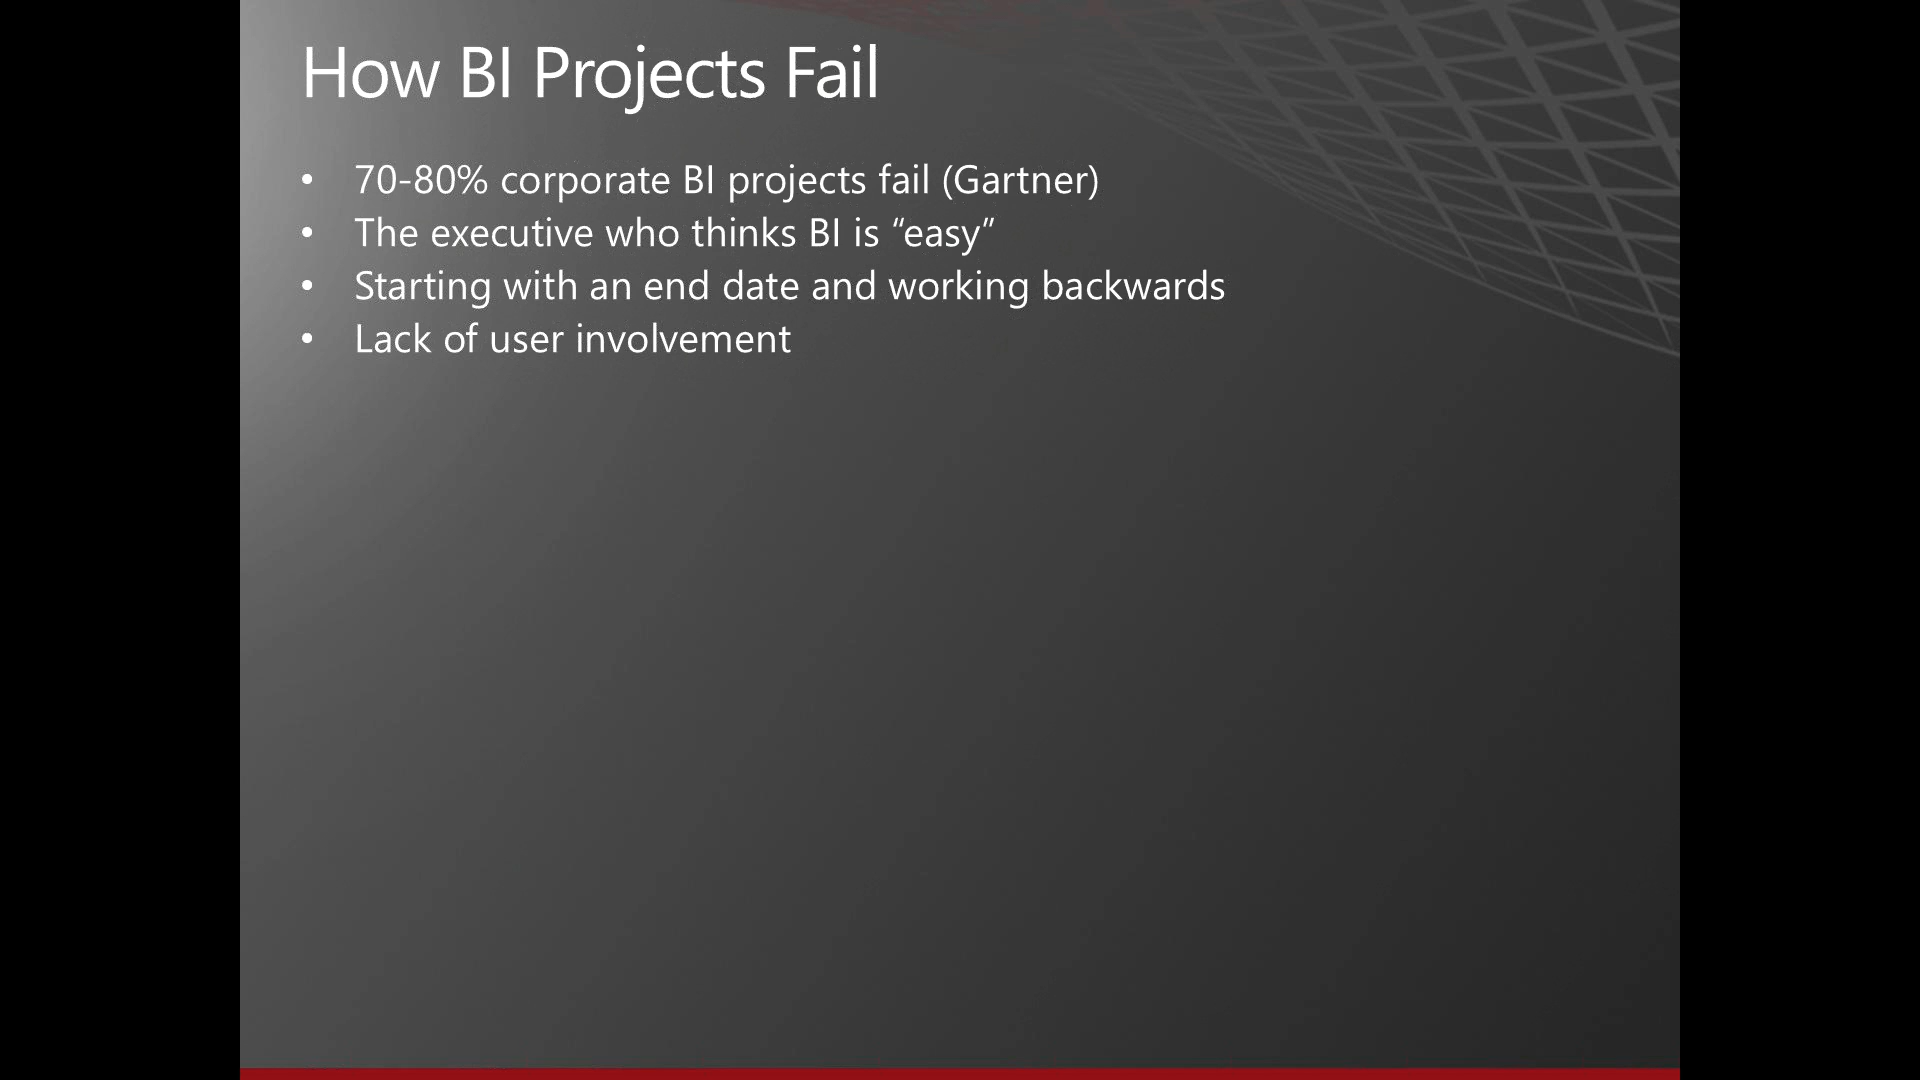 How BI Projects Fail
• 70-80% corporate BI projects fail (Gartner)
• The executive who thinks BI is “easy”
• Starting with an end date and working backwards
• Lack of user involvement